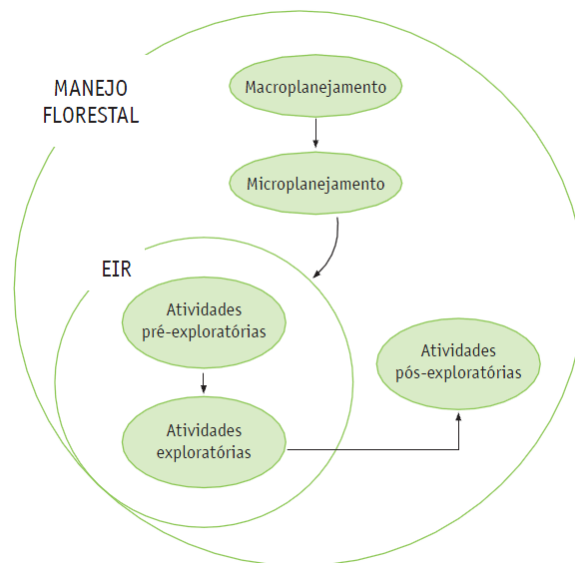 MANEJO
FLORESTAL
Macroplanejamento
Microplanejamento
EIR
Atividades
pré-exploratórias
Atividades
exploratórias
Atividades
pós-exploratórias